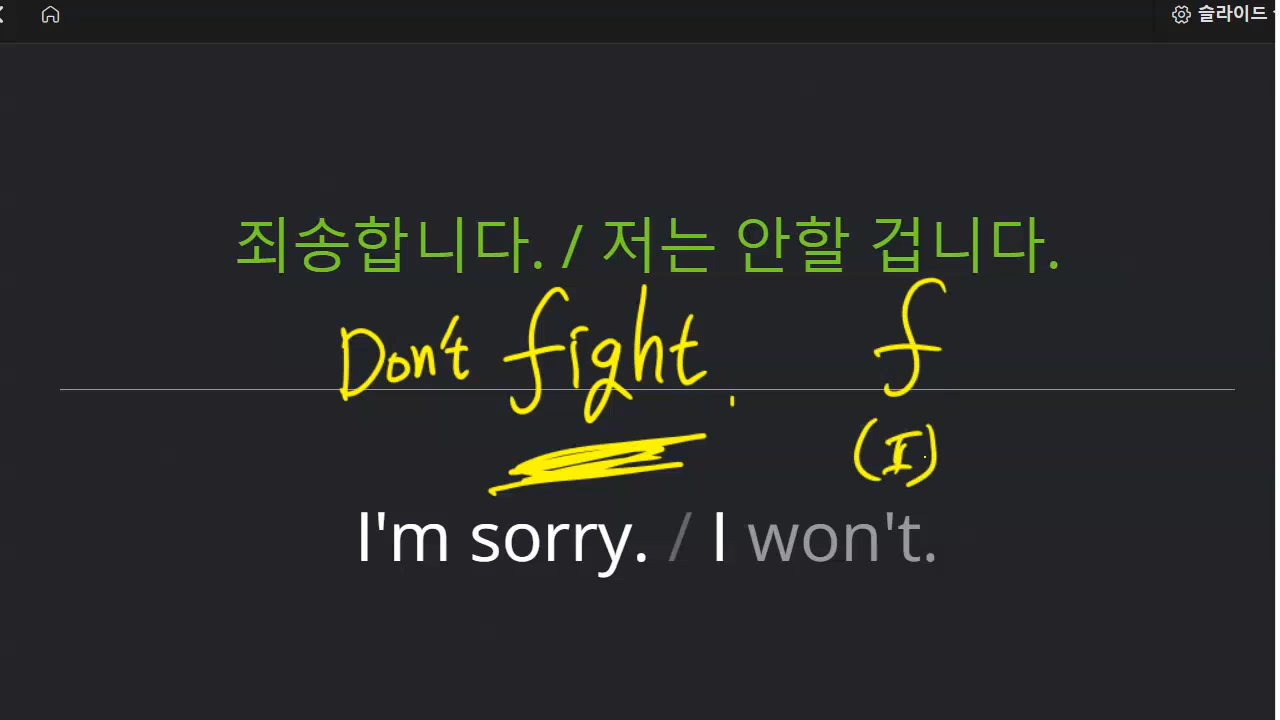 슬라이드
죄송합니다. / 저는 안할 겁니다.
Don't fight. f
(I)
I'm sorry. / I won't.